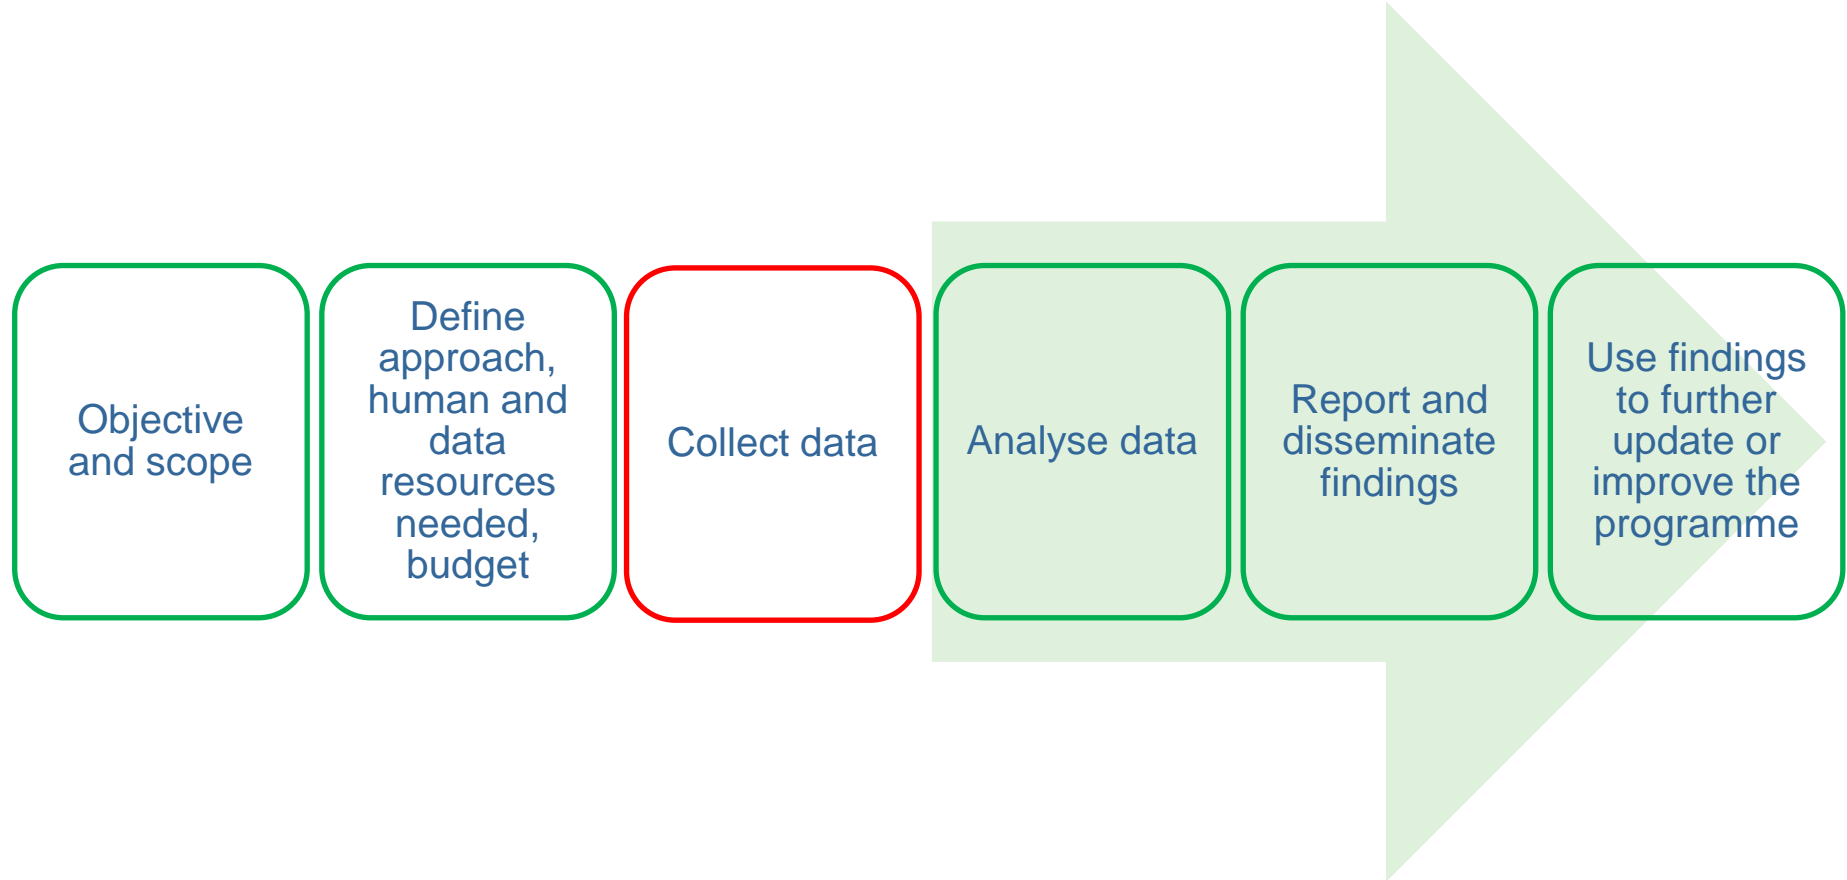 Objective
and scope
Define
approach,
human and
data
resources
needed,
budget
Collect data
Analyse data
Report and
disseminate
findings
Use findings
to further
update or
improve the
programme